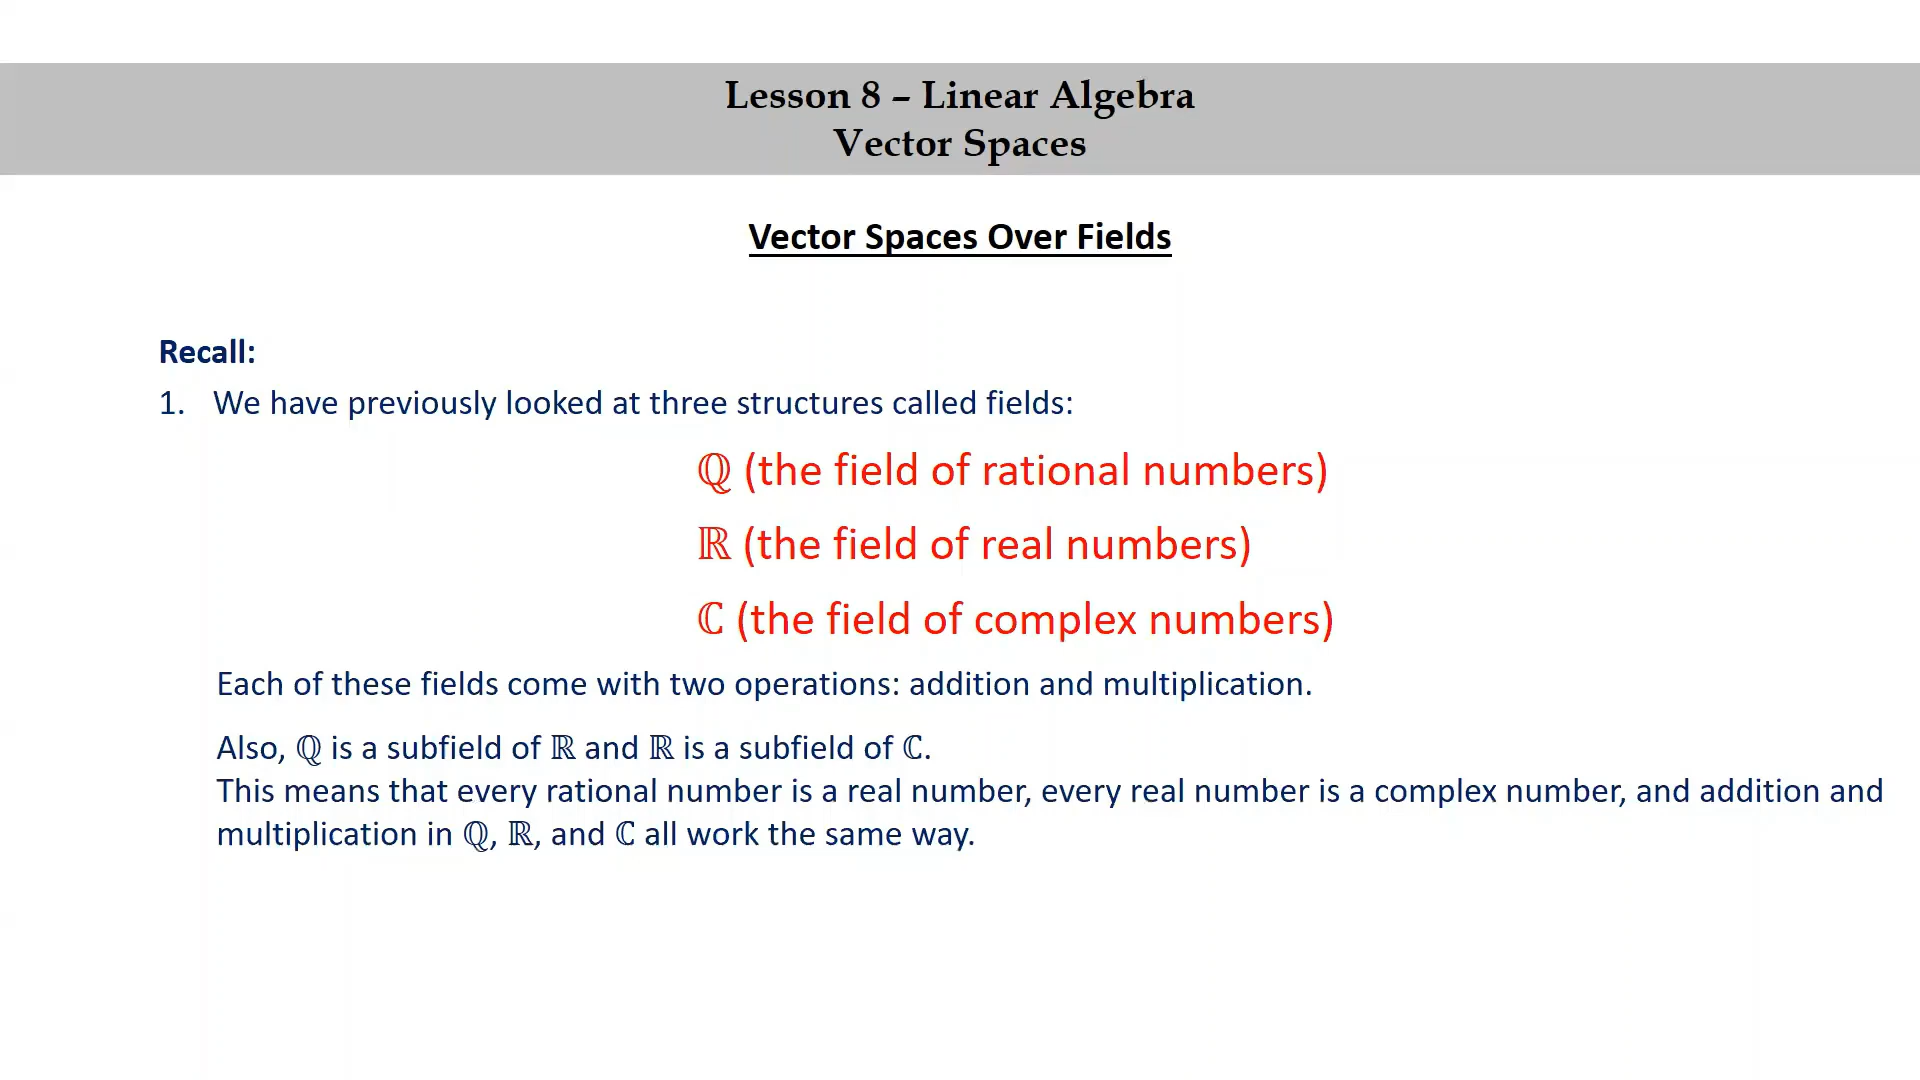 Lesson 8 – Linear Algebra
Vector Spaces
Vector Spaces Over Fields
Recall:
1. We have previously looked at three structures called fields:
ℚ (the field of rational numbers)
ℝ (the field of real numbers)
ℂ (the field of complex numbers)
Each of these fields come with two operations: addition and multiplication.
Also, ℚ is a subfield of ℝ and ℝ is a subfield of ℂ.
This means that every rational number is a real number, every real number is a complex number, and addition and
multiplication in ℚ, ℝ, and ℂ all work the same way.